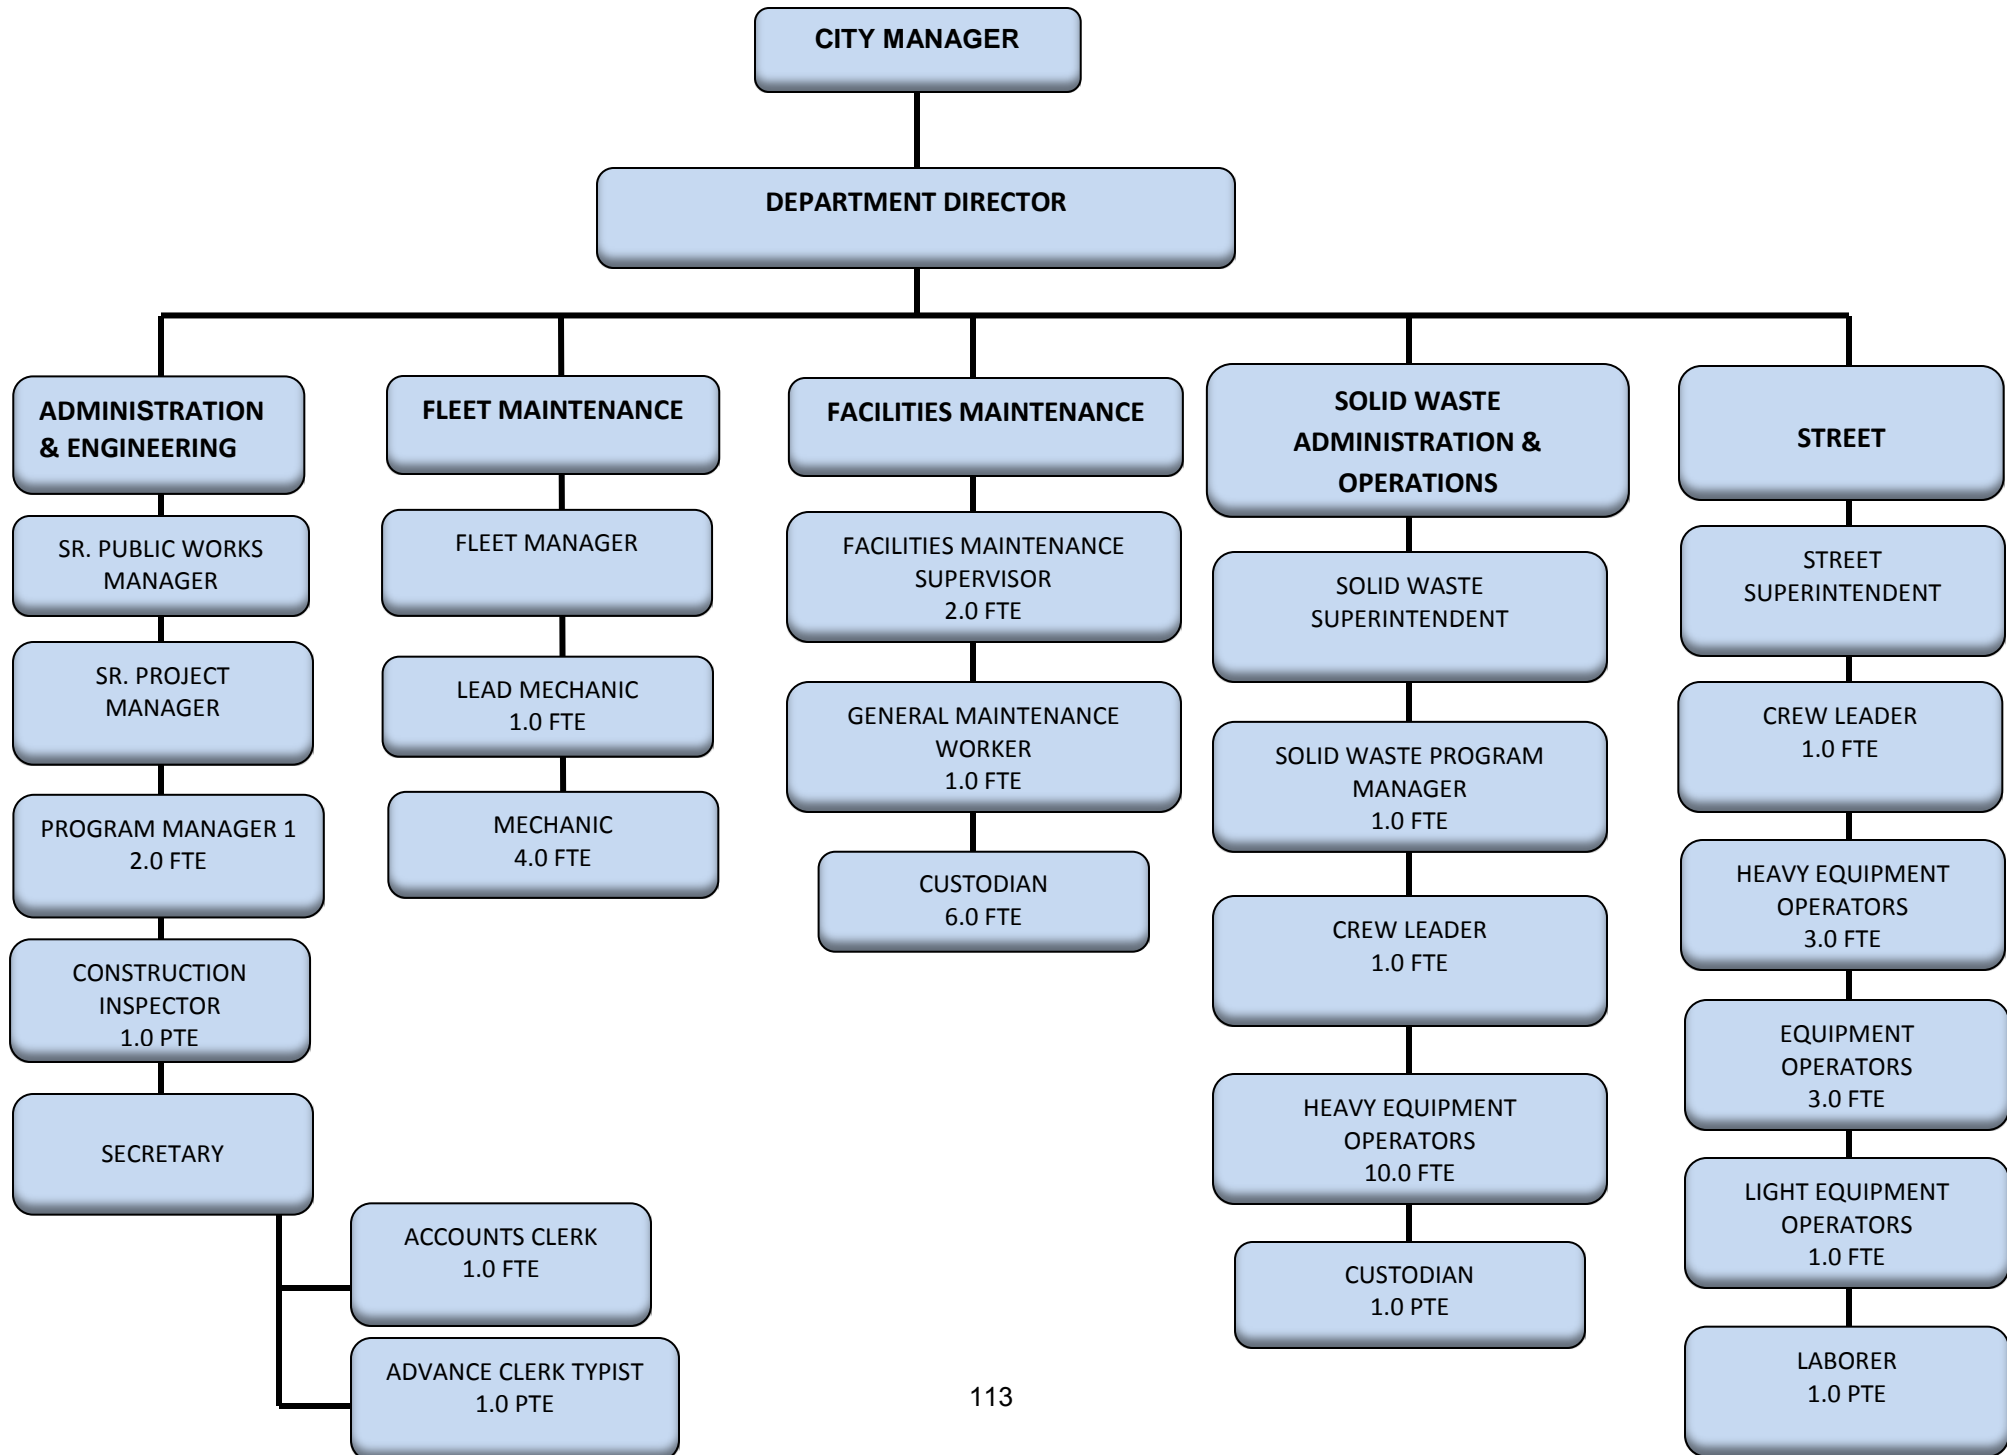 CITY MANAGER
DEPARTMENT DIRECTOR
ADMINISTRATION
& ENGINEERING
SR. PUBLIC WORKS
MANAGER
SR. PROJECT
MANAGER
PROGRAM MANAGER 1
2.0 FTE
CONSTRUCTION
INSPECTOR
1.0 PTE
SECRETARY
ACCOUNTS CLERK
1.0 FTE
ADVANCE CLERK TYPIST
1.0 PTE
FLEET MAINTENANCE
FLEET MANAGER
LEAD MECHANIC
1.0 FTE
MECHANIC
4.0 FTE
FACILITIES MAINTENANCE
FACILITIES MAINTENANCE
SUPERVISOR
2.0 FTE
GENERAL MAINTENANCE
WORKER
1.0 FTE
CUSTODIAN
6.0 FTE
SOLID WASTE
ADMINISTRATION &
OPERATIONS
SOLID WASTE
SUPERINTENDENT
SOLID WASTE PROGRAM
MANAGER
1.0 FTE
CREW LEADER
1.0 FTE
HEAVY EQUIPMENT
OPERATORS
10.0 FTE
CUSTODIAN
1.0 PTE
STREET
STREET
SUPERINTENDENT
CREW LEADER
1.0 FTE
HEAVY EQUIPMENT
OPERATORS
3.0 FTE
EQUIPMENT
OPERATORS
3.0 FTE
LIGHT EQUIPMENT
OPERATORS
1.0 FTE
LABORER
1.0 PTE
113